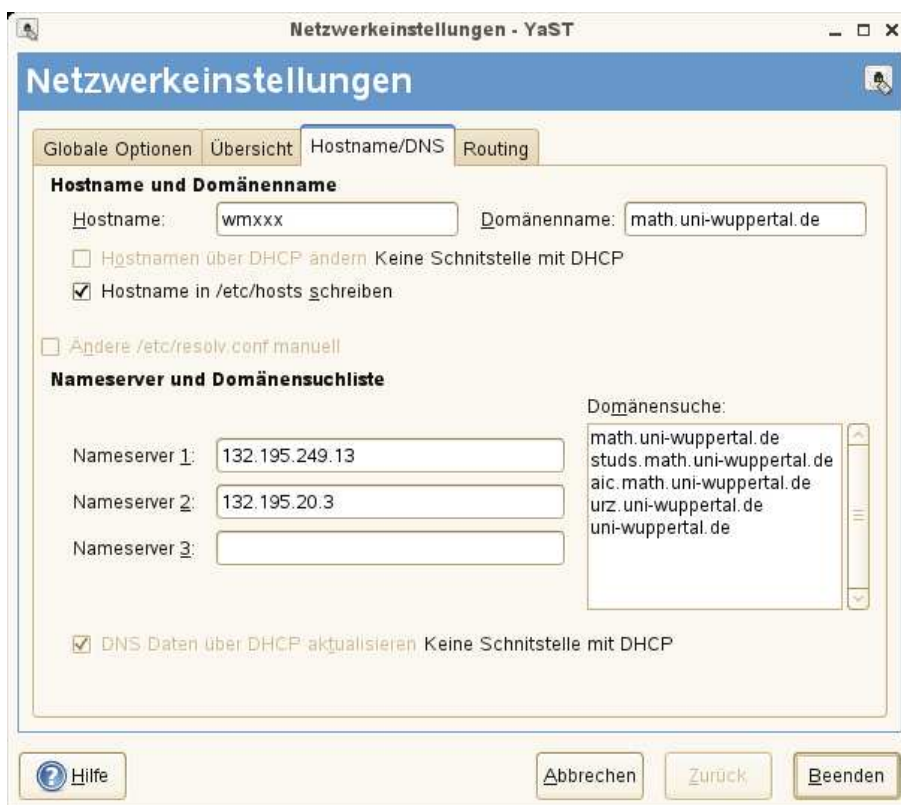 Netzwerkeinstellungen - YaST
Netzwerkeinstellungen
Globale Optionen Übersicht Hostname/DNS Routing
Hostname und Domänenname
Hostname: wmxxx Domänenname: math.uni-wuppertal.de
Hostnamen über DHCP ändern Keine Schnitstelle mit DHCP
Hostname in /etc/hosts schreiben
Ändere /etc/resolv.conf manuell
Nameserver und Domänensuchliste
Domänensuche:
math.uni-wuppertal.de
studs.math.uni-wuppertal.de
aic.math.uni-wuppertal.de
urz.uni-wuppertal.de
uni-wuppertal.de
Nameserver 1: 132.195.249.13
Nameserver 2: 132.195.20.3
Nameserver 3:
DNS Daten über DHCP aktualisieren Keine Schnitstelle mit DHCP
Hilfe Abbrechen Zurück Beenden